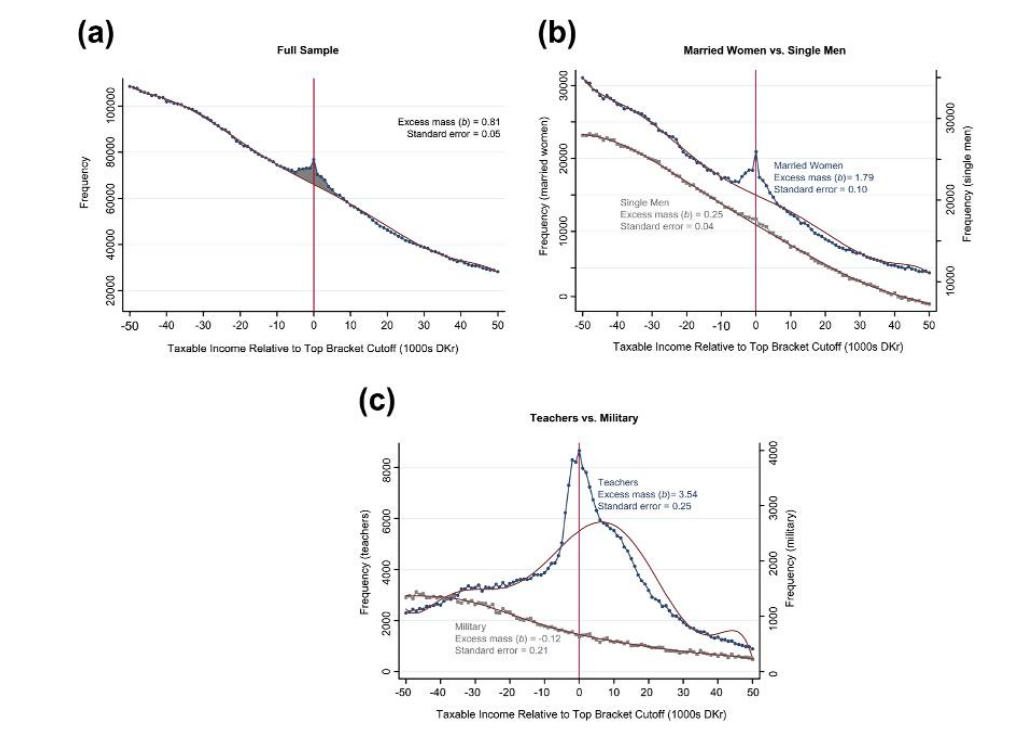 (a)
Full Sample
Frequency
100000
80000
60000
40000
20000
Excess mass (b) = 0.81
Standard error = 0.05
-50 -40 -30 -20 -10 0 10 20 30 40 50
Taxable Income Relative to Top Bracket Cutoff (1000s DKr)
(b)
Married Women vs. Single Men
Frequency (married women)
30000
20000
10000
0
Married Women
Excess mass (b)= 1.79
Standard error = 0.10
Single Men
Excess mass (b) = 0.25
Standard error = 0.04
30000
20000
10000
Frequency (single men)
-50 -40 -30 -20 -10 0 10 20 30 40 50
Taxable Income Relative to Top Bracket Cutoff (1000s DKr)
(c)
Teachers vs. Military
Frequency (teachers)
8000
6000
4000
2000
0
Teachers
Excess mass (b)= 3.54
Standard error = 0.25
Military
Excess mass (b) = -0.12
Standard error = 0.21
4000
3000
2000
1000
0
Frequency (military)
-50 -40 -30 -20 -10 0 10 20 30 40 50
Taxable Income Relative to Top Bracket Cutoff (1000s DKr)